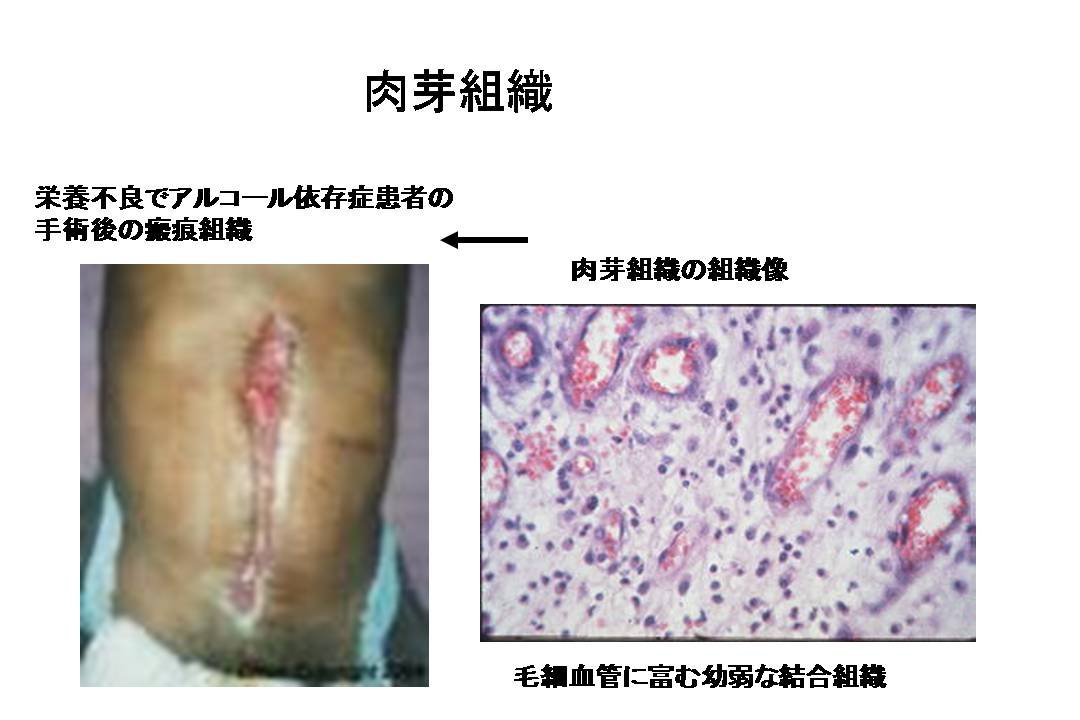 肉芽組織
栄養不良でアルコール依存症患者の
手術後の瘢痕組織
肉芽組織の組織像
毛細血管に富む幼弱な結合組織